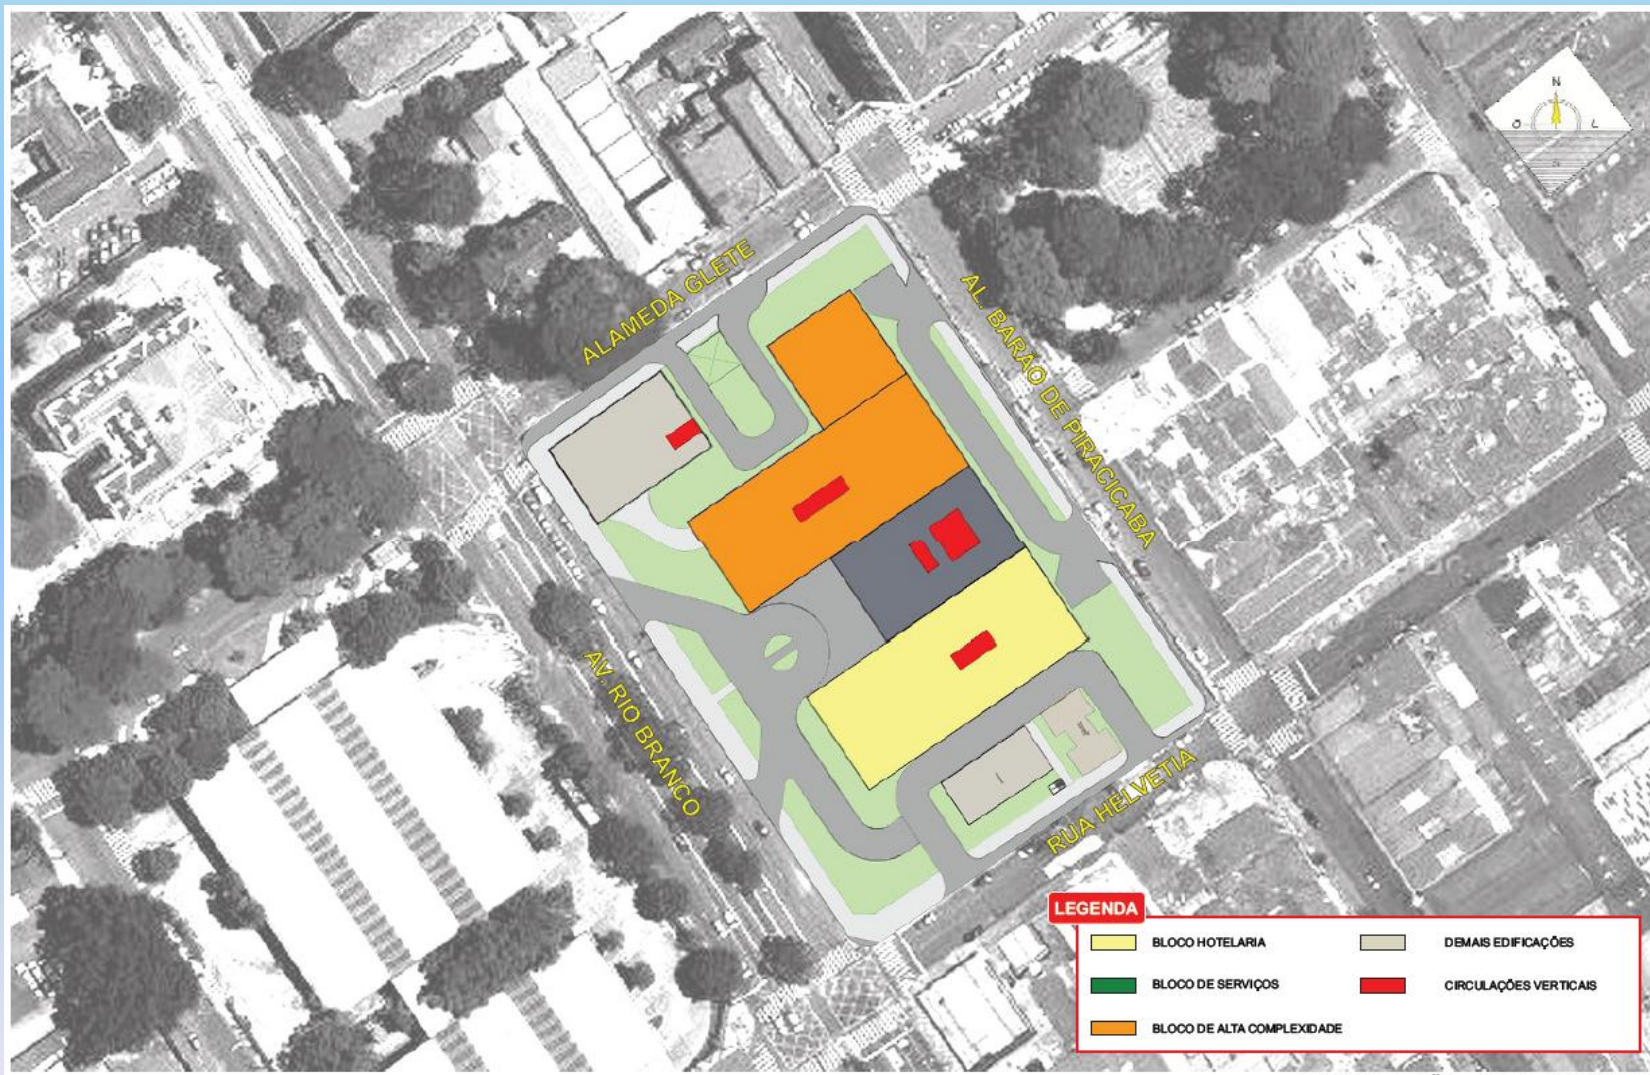 N
O
L
S
ALAMEDA GLETE
AL. BARÃO DE PIRACICABA
AV. RIO BRANCO
RUA HELVETIA
LEGENDA
BLOCO HOTELARIA
BLOCO DE SERVIÇOS
BLOCO DE ALTA COMPLEXIDADE
DEMAIS EDIFICAÇÕES
CIRCULAÇÕES VERTICAIS